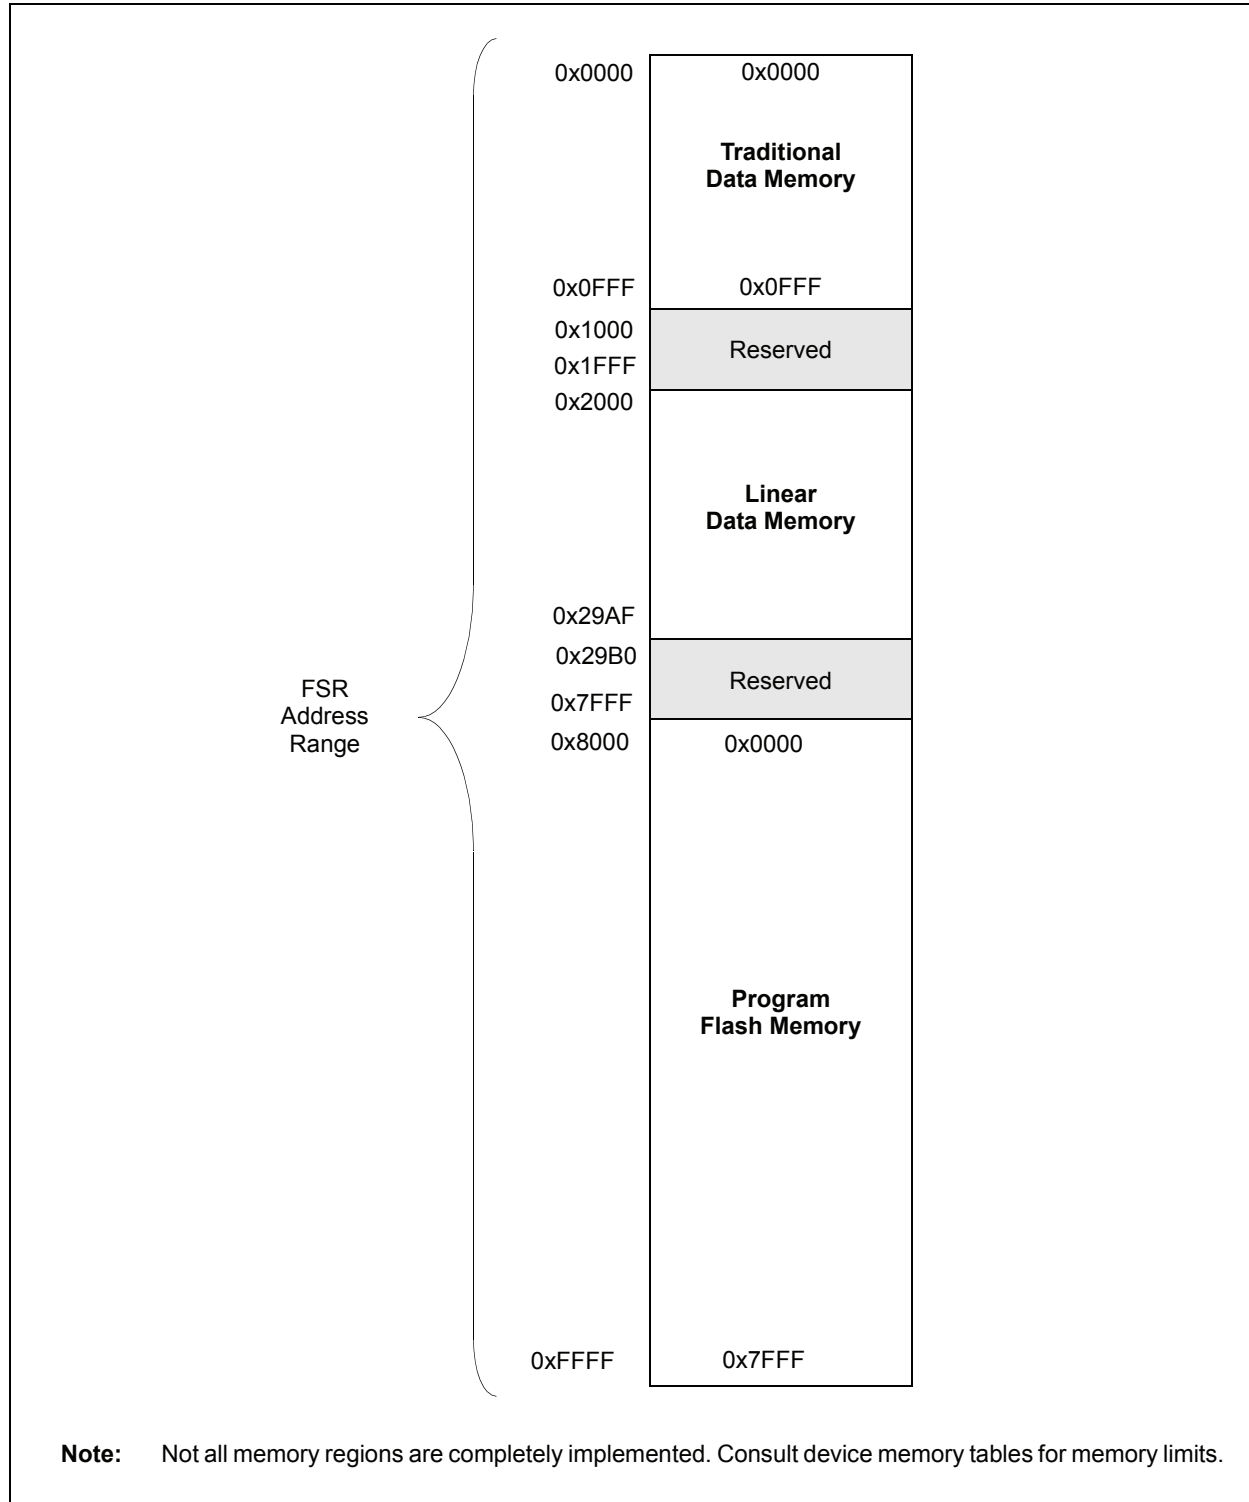 0x0000 0x0000
Traditional
Data Memory
0x0FFF 0x0FFF
0x1000
Reserved
0x1FFF
0x2000
Linear
Data Memory
0x29AF
0x29B0
Reserved
0x7FFF
FSR
Address
Range
0x8000 0x0000
Program
Flash Memory
0xFFFF 0x7FFF
Note: Not all memory regions are completely implemented. Consult device memory tables for memory limits.